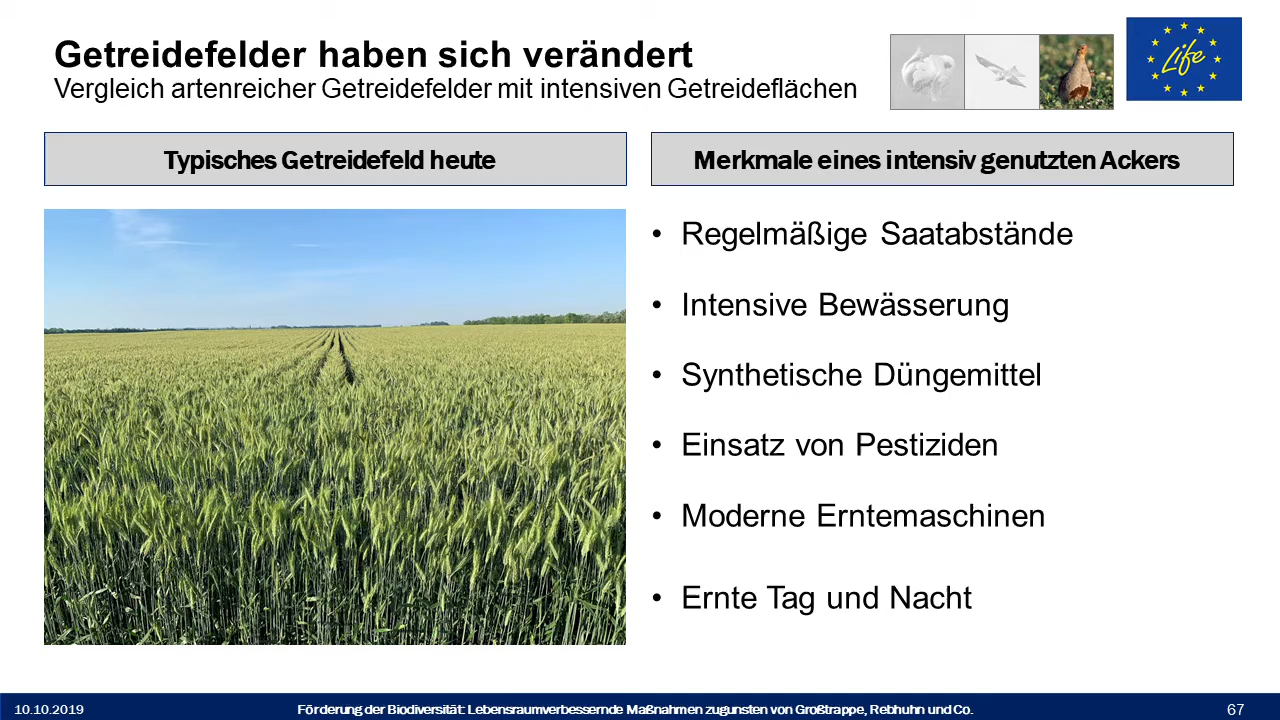 Getreidefelder haben sich verändert
Vergleich artenreicher Getreidefelder mit intensiven Getreideflächen
Life
Typisches Getreidefeld heute
Merkmale eines intensiv genutzten Ackers
• Regelmäßige Saatabstände
• Intensive Bewässerung
• Synthetische Düngemittel
• Einsatz von Pestiziden
• Moderne Erntemaschinen
• Ernte Tag und Nacht
10.10.2019
Förderung der Biodiversität: Lebensraumverbessernde Maßnahmen zugunsten von Großtrappe, Rebhuhn und Co.
67